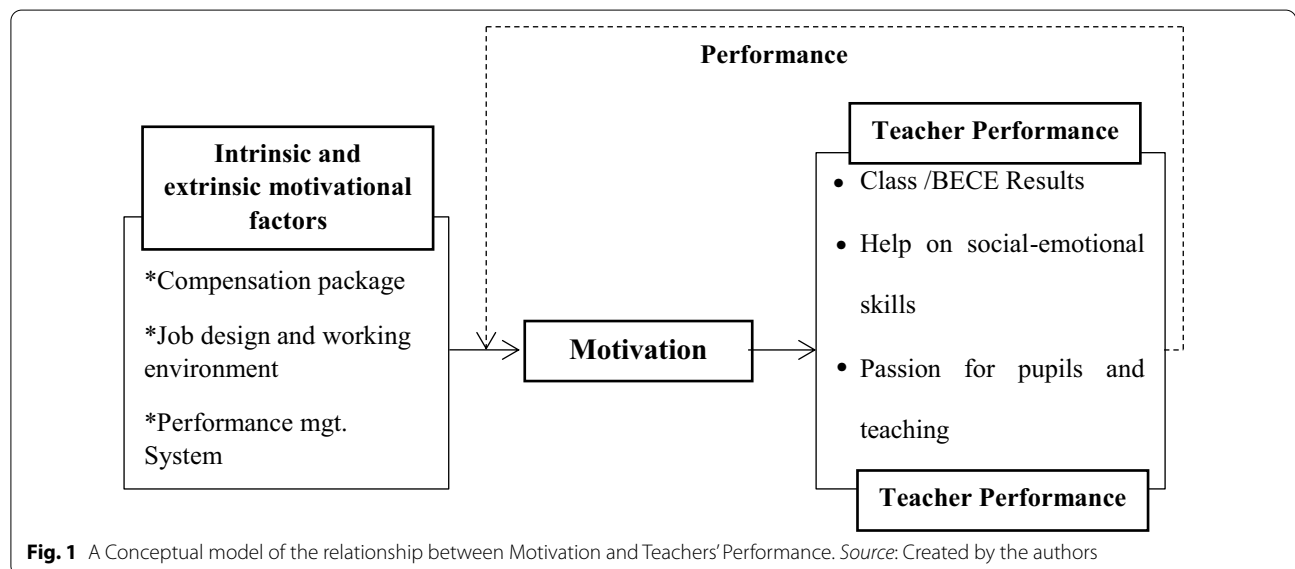 Performance
Intrinsic and
extrinsic motivational
factors
*Compensation package
*Job design and working
environment
*Performance mgt.
System
Motivation
Teacher Performance
• Class /BECE Results
• Help on social-emotional
skills
• Passion for pupils and
teaching
Teacher Performance
Fig. 1 A Conceptual model of the relationship between Motivation and Teachers' Performance. Source: Created by the authors